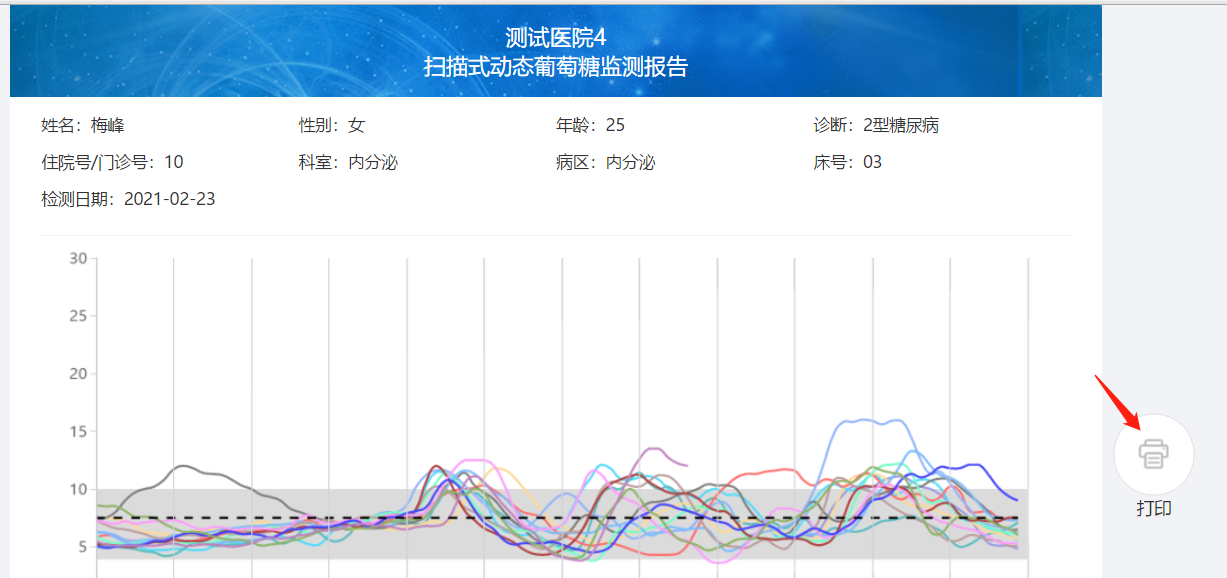 测试医院4
扫描式动态葡萄糖监测报告
姓名：梅峰 性别：女 年龄：25 诊断：2型糖尿病
住院号/门诊号：10 科室：内分泌 病区：内分泌 床号：03
检测日期：2021-02-23
30
25
20
15
10
5
打印